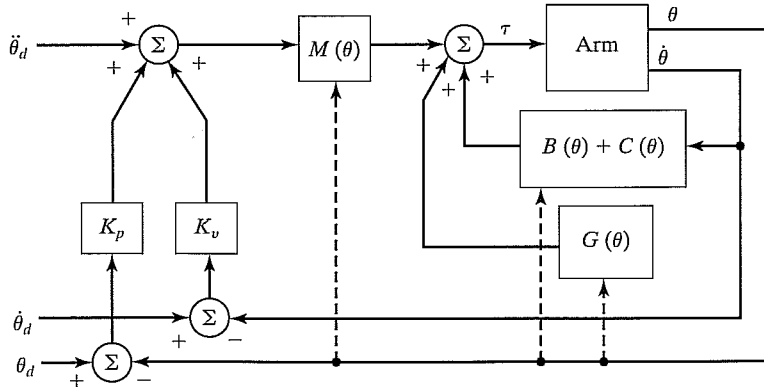 +
θ̈_d
Σ
+
+
M (θ)
Σ
+
+
+
τ
Arm
θ
θ̇
B (θ) + C (θ)
G (θ)
K_p
K_v
θ̇_d
Σ
+
−
θ_d
Σ
+
−